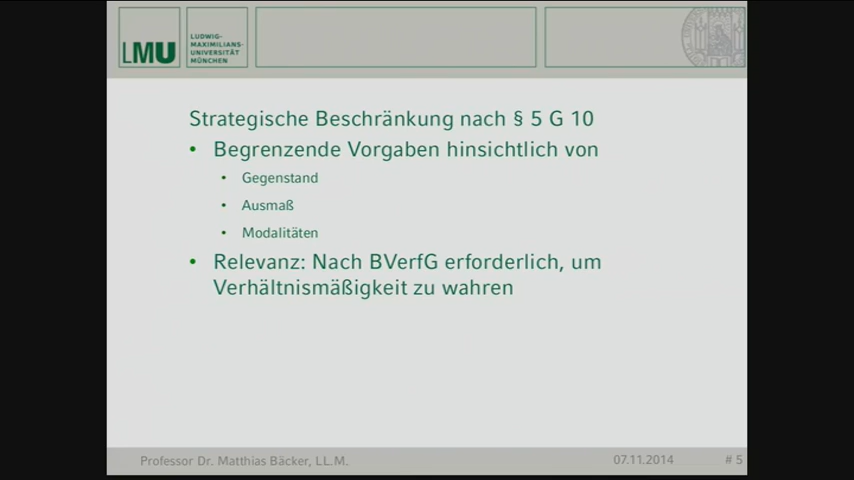 LMU
LUDWIG-
MAXIMILIANS-
UNIVERSITÄT
MÜNCHEN
Strategische Beschränkung nach § 5 G 10
• Begrenzende Vorgaben hinsichtlich von
• Gegenstand
• Ausmaß
• Modalitäten
• Relevanz: Nach BVerfG erforderlich, um
Verhältnismäßigkeit zu wahren
Professor Dr. Matthias Bäcker, LL.M.
07.11.2014
# 5